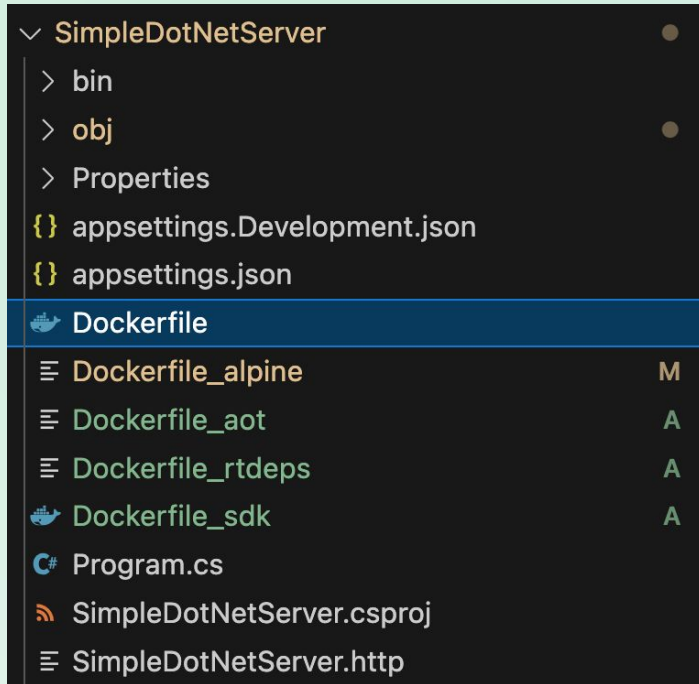 SimpleDotNetServer
bin
obj
Properties
{} appsettings.Development.json
{} appsettings.json
Dockerfile
Dockerfile_alpine M
Dockerfile_aot A
Dockerfile_rtdeps A
Dockerfile_sdk A
C# Program.cs
SimpleDotNetServer.csproj
SimpleDotNetServer.http